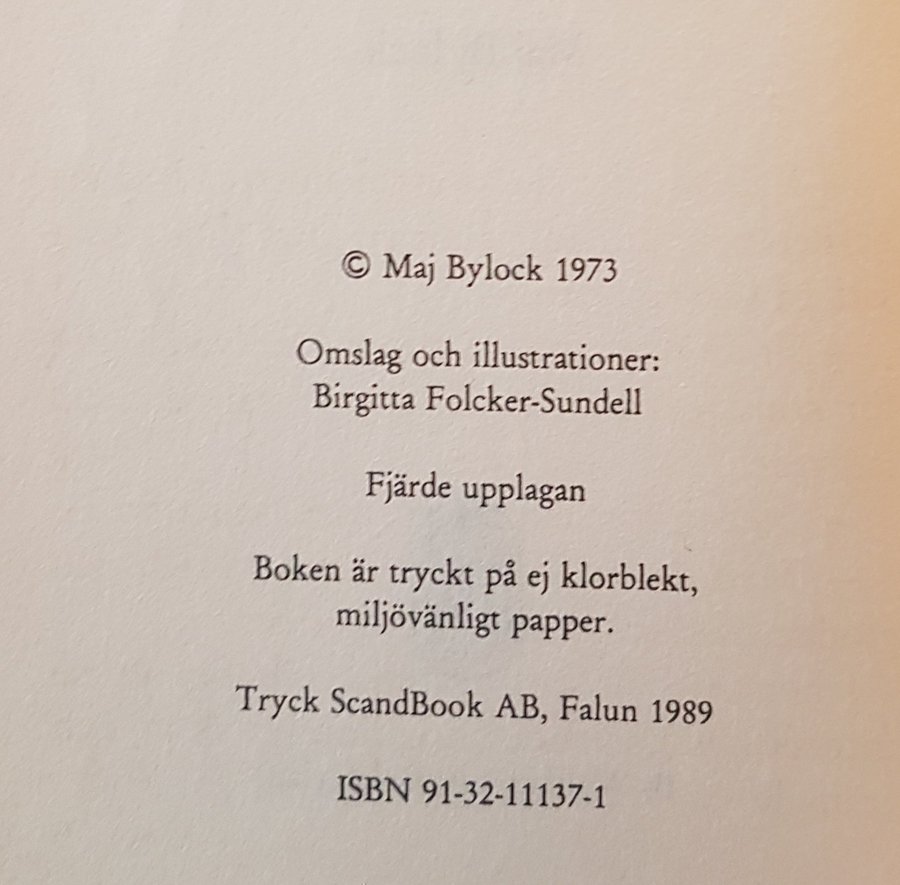 © Maj Bylock 1973
Omslag och illustrationer:
Birgitta Folcker-Sundell
Fjärde upplagan
Boken är tryckt på ej klorblekt,
miljövänligt papper.
Tryck ScandBook AB, Falun 1989
ISBN 91-32-11137-1